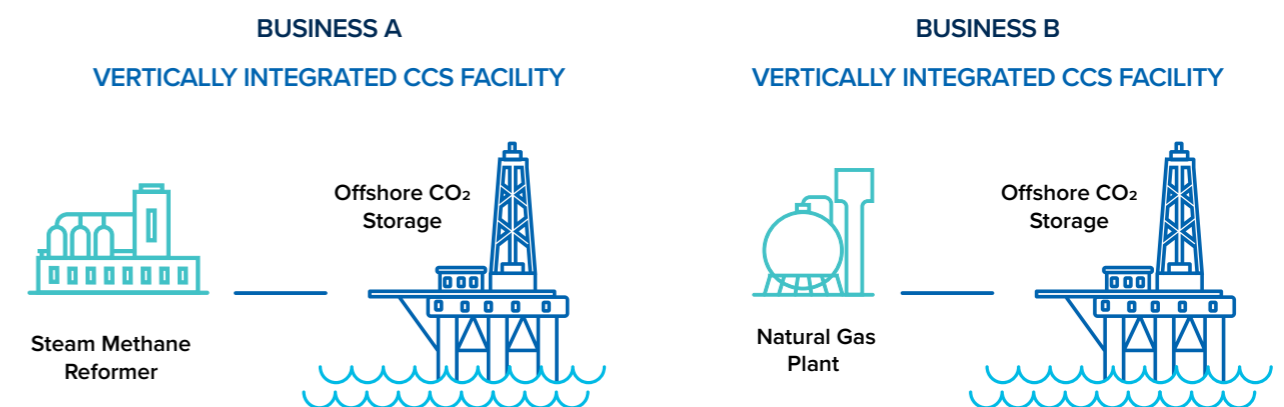 BUSINESS A
VERTICALLY INTEGRATED CCS FACILITY
Offshore CO₂
Storage
Steam Methane
Reformer
BUSINESS B
VERTICALLY INTEGRATED CCS FACILITY
Offshore CO₂
Storage
Natural Gas
Plant